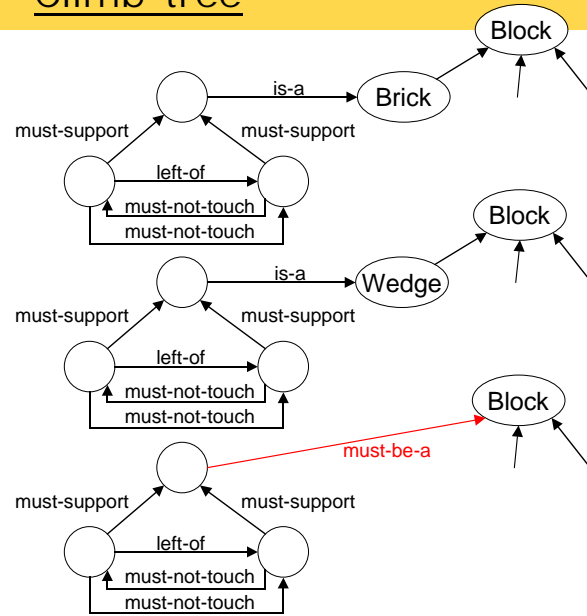 Climb tree
Block
is-a
Brick
must-support
must-support
left-of
must-not-touch
must-not-touch
Block
is-a
Wedge
must-support
must-support
left-of
must-not-touch
must-not-touch
Block
must-be-a
must-support
must-support
left-of
must-not-touch
must-not-touch